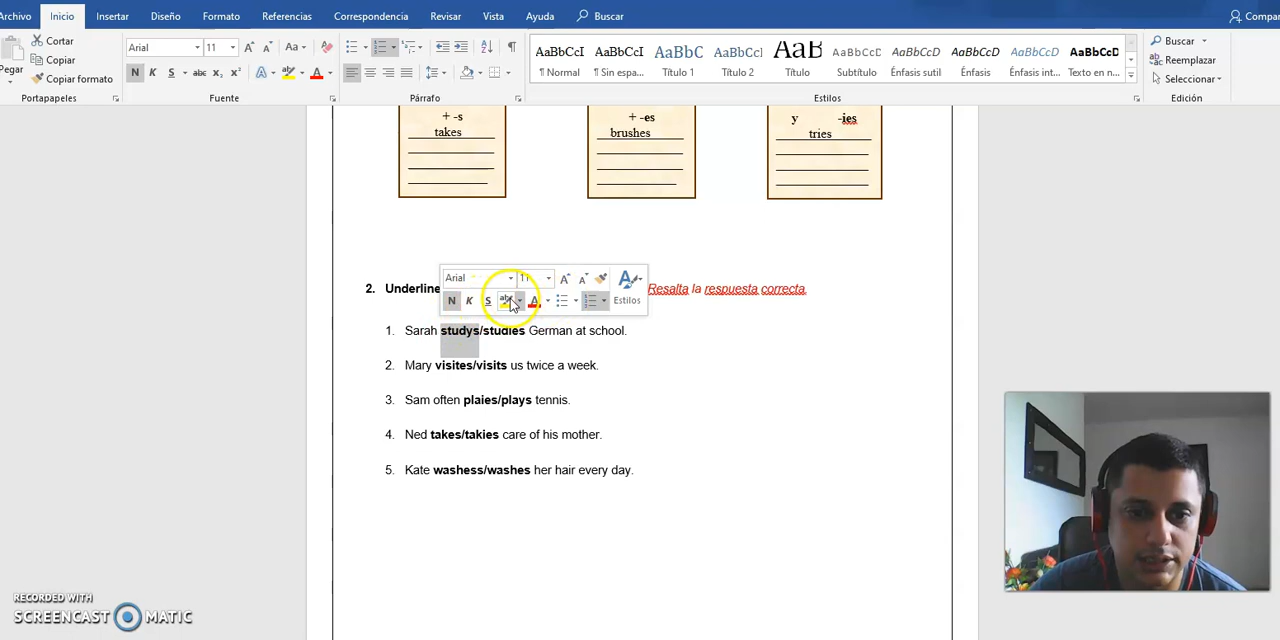 Archivo Inicio Insertar Diseño Formato Referencias Correspondencia Revisar Vista Ayuda Buscar Compar
Cortar
Copiar
Pegar
Copiar formato
Portapapeles
Arial 11 Aa
N K S abc x₂ x²
Fuente
Párrafo
AaBbCcI AaBbCcI AaBbC AaBbCcI AaB AaBbCcD AaBbCcD AaBbCcD AaBbCcD AaBbCcD
¶ Normal ¶ Sin espa... Título 1 Título 2 Título Subtítulo Énfasis sutil Énfasis Énfasis int... Texto en n...
Estilos
Buscar
Reemplazar
Seleccionar
Edición
+ -s + -es y -ies
takes brushes tries
Arial 11
N K S Estilos
2. Underline Resalta la respuesta correcta.
1. Sarah studys/studies German at school.
2. Mary visites/visits us twice a week.
3. Sam often plaies/plays tennis.
4. Ned takes/takies care of his mother.
5. Kate washess/washes her hair every day.
RECORDED WITH
SCREENCAST MATIC